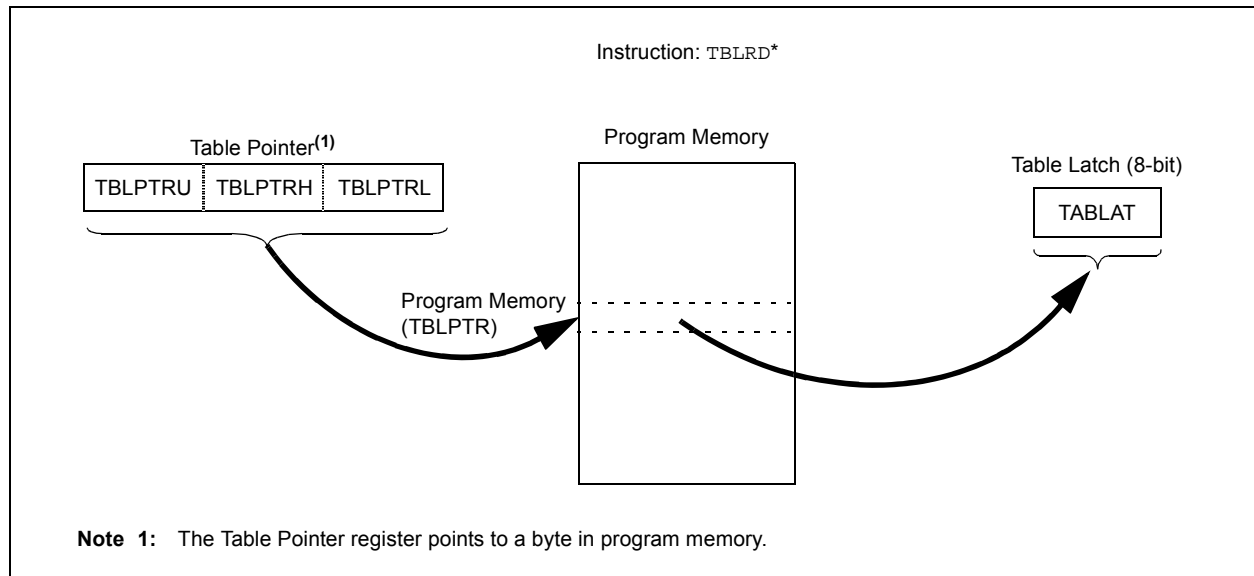 Instruction: TBLRD*
Table Pointer(1)
TBLPTRU TBLPTRH TBLPTRL
Program Memory
Table Latch (8-bit)
TABLAT
Program Memory
(TBLPTR)
Note 1: The Table Pointer register points to a byte in program memory.